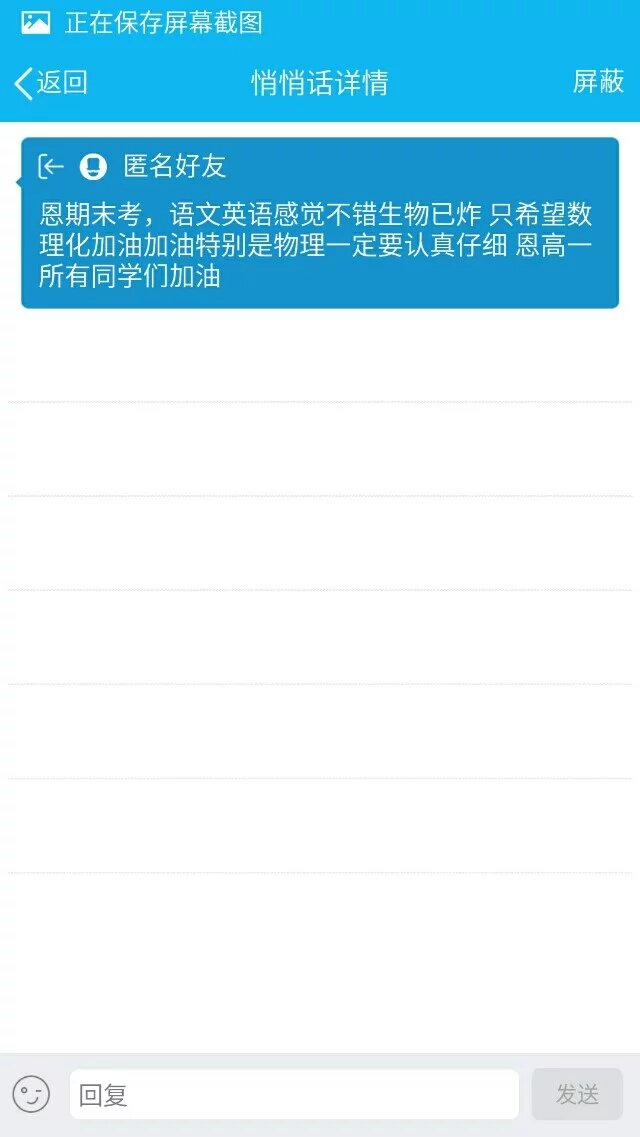 正在保存屏幕截图
返回
悄悄话详情
屏蔽
匿名好友
恩期末考，语文英语感觉不错生物已炸 只希望数
理化加油加油特别是物理一定要认真仔细 恩高一
所有同学们加油
回复
发送